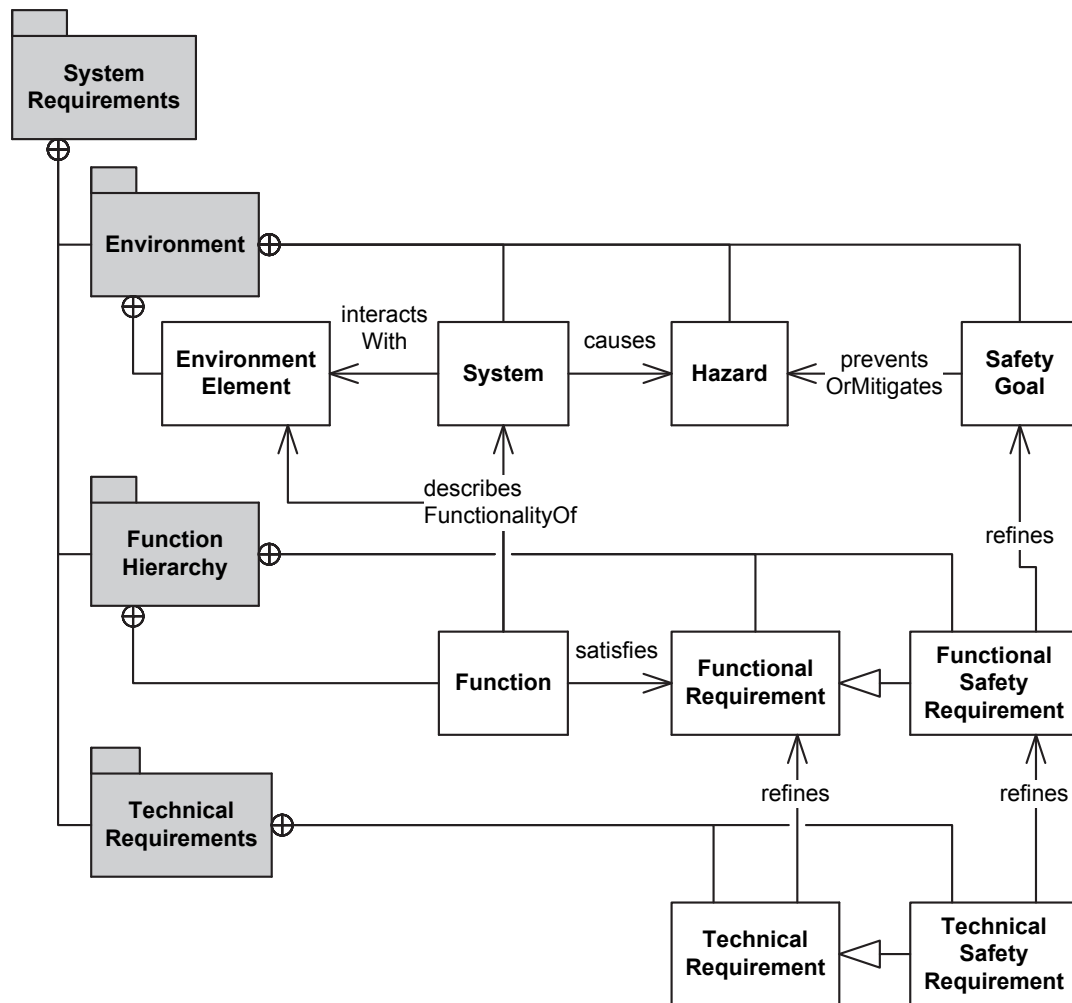 System
Requirements
Environment
interacts
With
causes
prevents
OrMitigates
Environment
Element
System
Hazard
Safety
Goal
describes
FunctionalityOf
refines
Function
Hierarchy
satisfies
Function
Functional
Requirement
Functional
Safety
Requirement
refines
refines
Technical
Requirements
Technical
Requirement
Technical
Safety
Requirement